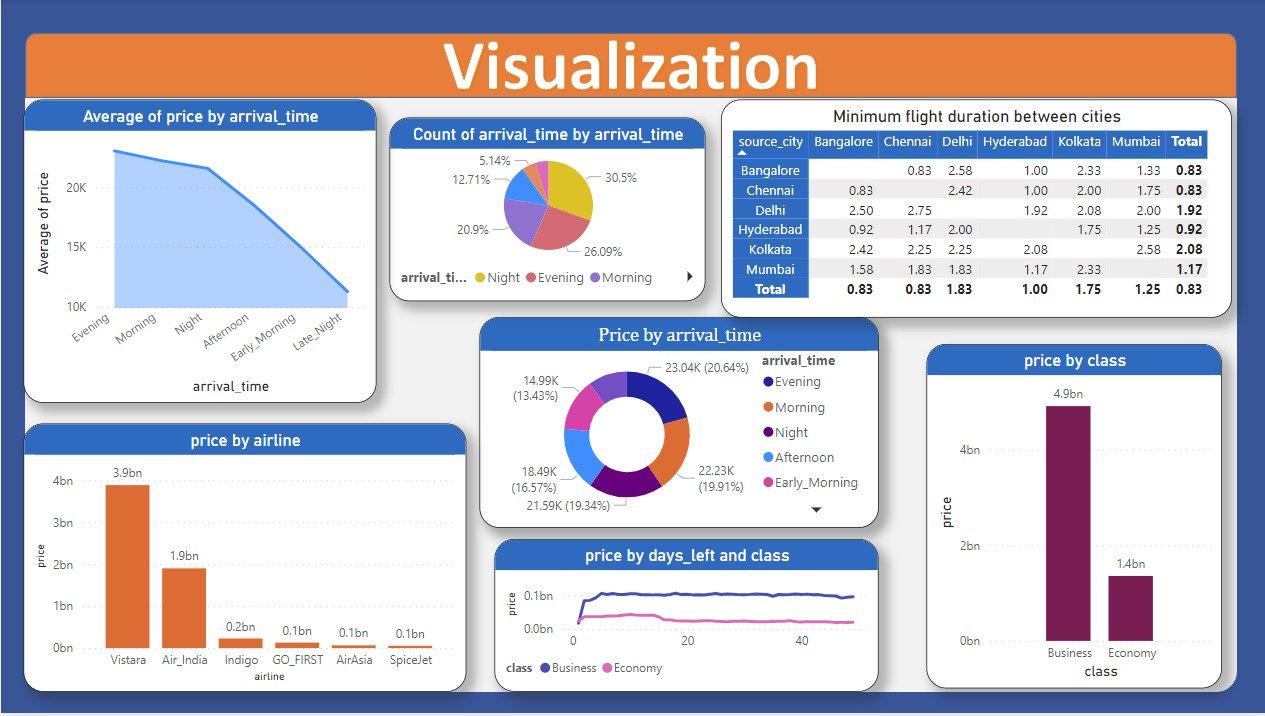 Visualization
Average of price by arrival_time
Average of price
20K
15K
10K
Evening
Morning
Night
Afternoon
Early_Morning
Late_Night
arrival_time
Count of arrival_time by arrival_time
5.14%
30.5%
12.71%
20.9%
26.09%
arrival_ti... Night Evening Morning
Minimum flight duration between cities
source_city Bangalore Chennai Delhi Hyderabad Kolkata Mumbai Total
Bangalore 0.83 2.58 1.00 2.33 1.33 0.83
Chennai 0.83 2.42 1.00 2.00 1.75 0.83
Delhi 2.50 2.75 1.92 2.08 2.00 1.92
Hyderabad 0.92 1.17 2.00 1.75 1.25 0.92
Kolkata 2.42 2.25 2.25 2.08 2.58 2.08
Mumbai 1.58 1.83 1.83 1.17 2.33 1.17
Total 0.83 0.83 1.83 1.00 1.75 1.25 0.83
Price by arrival_time
23.04K (20.64%)
14.99K
(13.43%)
18.49K
(16.57%)
22.23K
(19.91%)
21.59K (19.34%)
arrival_time
Evening
Morning
Night
Afternoon
Early_Morning
price by class
price
4.9bn
4bn
2bn
1.4bn
0bn
Business Economy
class
price by airline
price
3.9bn
4bn
3bn
1.9bn
2bn
1bn
0.2bn
0.1bn
0.1bn
0.1bn
0bn
Vistara Air_India Indigo GO_FIRST AirAsia SpiceJet
airline
price by days_left and class
price
0.1bn
0.0bn
0 20 40
class Business Economy